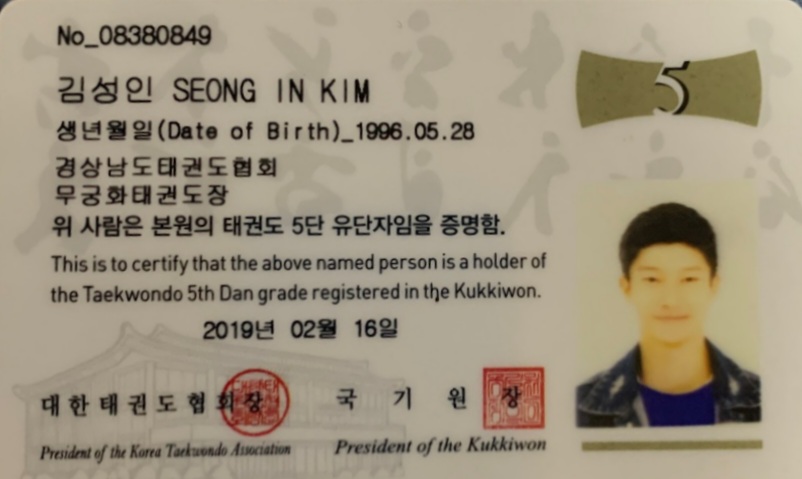 No_08380849
5
김성인 SEONG IN KIM
생년월일(Date of Birth)_1996.05.28
경상남도태권도협회
무궁화태권도장
위 사람은 본원의 태권도 5단 유단자임을 증명함.
This is to certify that the above named person is a holder of
the Taekwondo 5th Dan grade registered in the Kukkiwon.
2019년 02월 16일
대한태권도협회장
국기원장
President of the Korea Taekwondo Association
President of the Kukkiwon